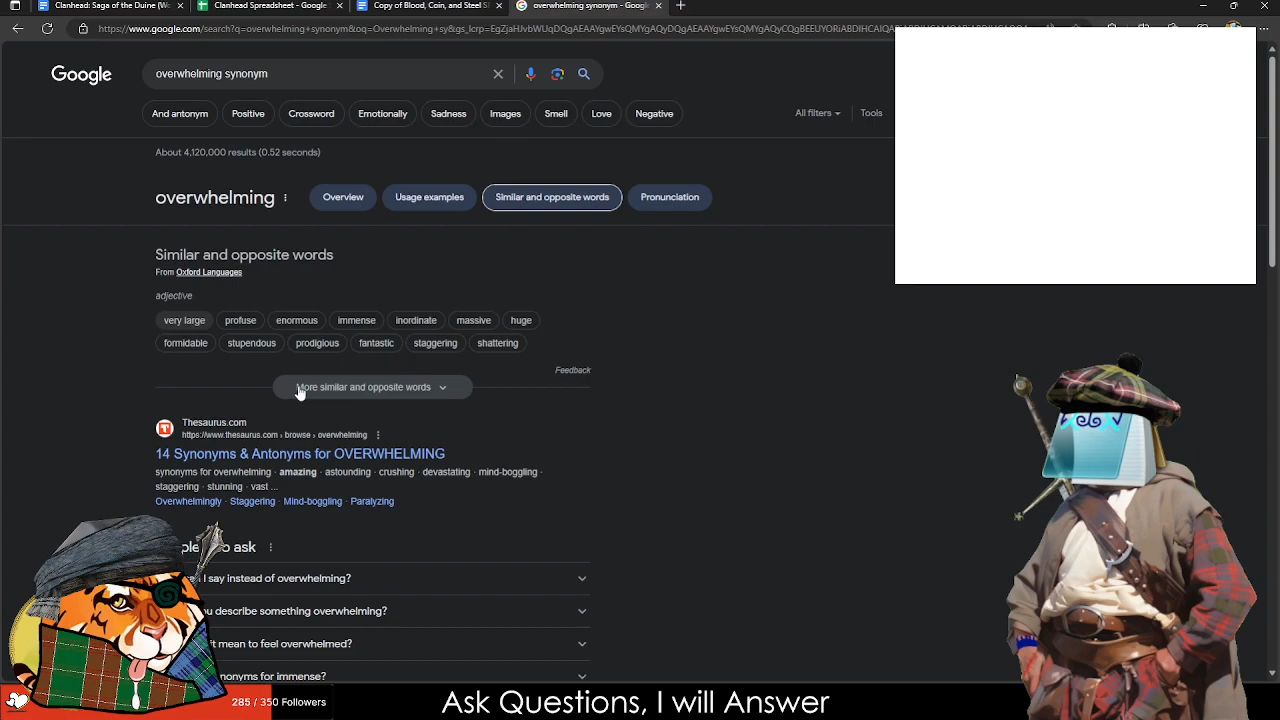 Clanhead: Saga of the Duine (W
Clanhead Spreadsheet - Google
Copy of Blood, Coin, and Steel S
overwhelming synonym - Google
Google
overwhelming synonym
And antonym Positive Crossword Emotionally Sadness Images Smell Love Negative All filters Tools
About 4,120,000 results (0.52 seconds)
overwhelming Overview Usage examples Similar and opposite words Pronunciation
Similar and opposite words
From Oxford Languages
adjective
very large profuse enormous immense inordinate massive huge
formidable stupendous prodigious fantastic staggering shattering
Feedback
More similar and opposite words
Thesaurus.com
https://www.thesaurus.com › browse › overwhelming
14 Synonyms & Antonyms for OVERWHELMING
synonyms for overwhelming · amazing · astounding · crushing · devastating · mind-boggling ·
staggering · stunning · vast ...
Overwhelmingly · Staggering · Mind-boggling · Paralyzing
ask
I say instead of overwhelming?
describe something overwhelming?
mean to feel overwhelmed?
for immense?
285 / 350 Followers
Ask Questions, I will Answer